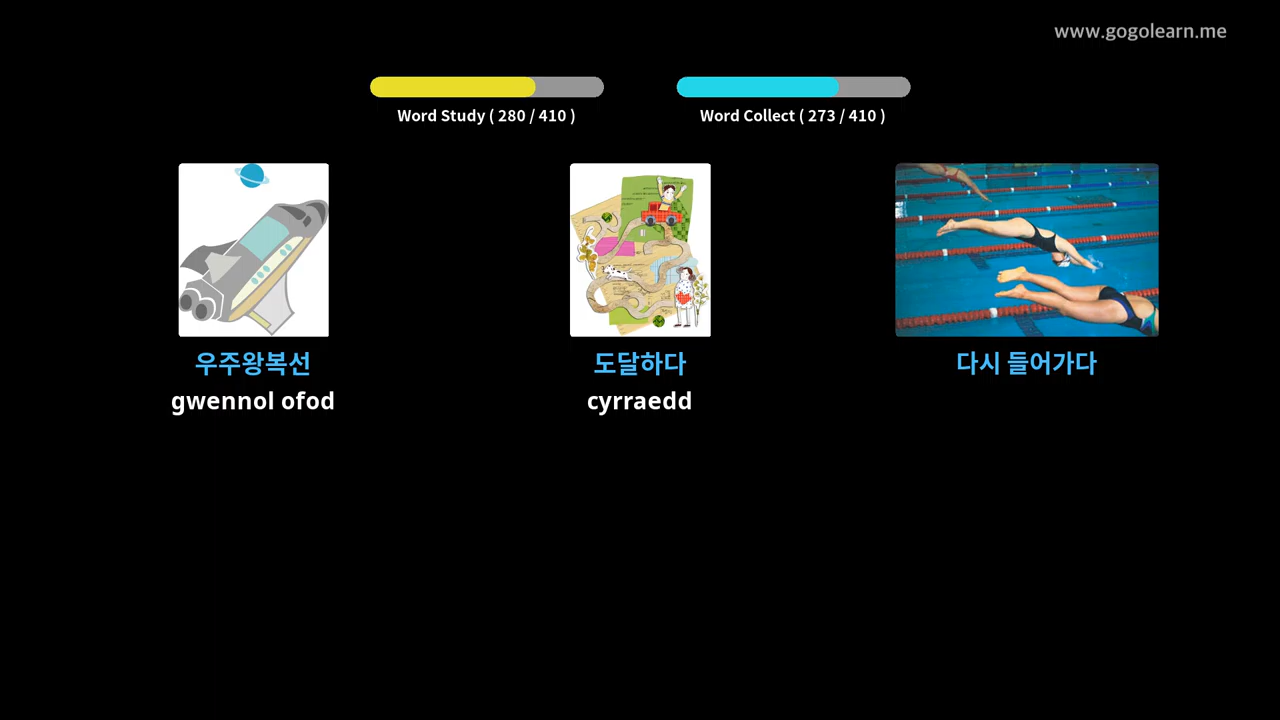 www.gogolearn.me
Word Study ( 280 / 410 )
Word Collect ( 273 / 410 )
우주왕복선
gwennol ofod
도달하다
cyrraedd
다시 들어가다